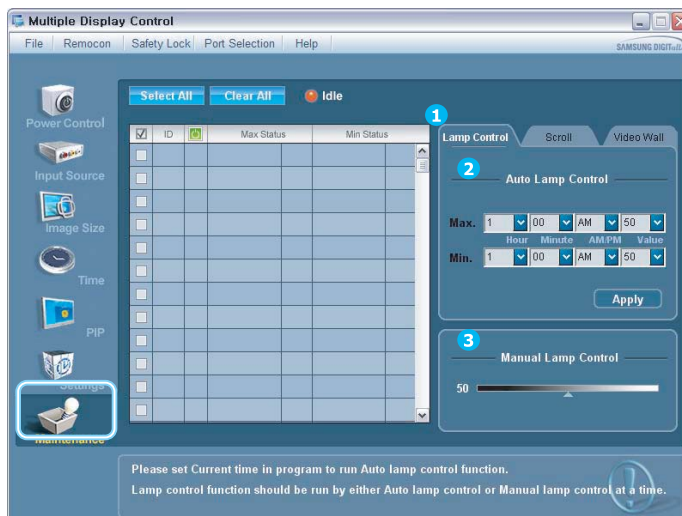 Multiple Display Control
File Remocon Safety Lock Port Selection Help
SAMSUNG DIGITall
Select All Clear All Idle
1
Power Control
ID Max Status Min Status
Lamp Control Scroll Video Wall
Input Source
2 Auto Lamp Control
Image Size
Max. 1 00 AM 50
Hour Minute AM/PM Value
Min. 1 00 AM 50
Time
Apply
PIP
3
Manual Lamp Control
Settings
50
Maintenance
Please set Current time in program to run Auto lamp control function.
Lamp control function should be run by either Auto lamp control or Manual lamp control at a time.